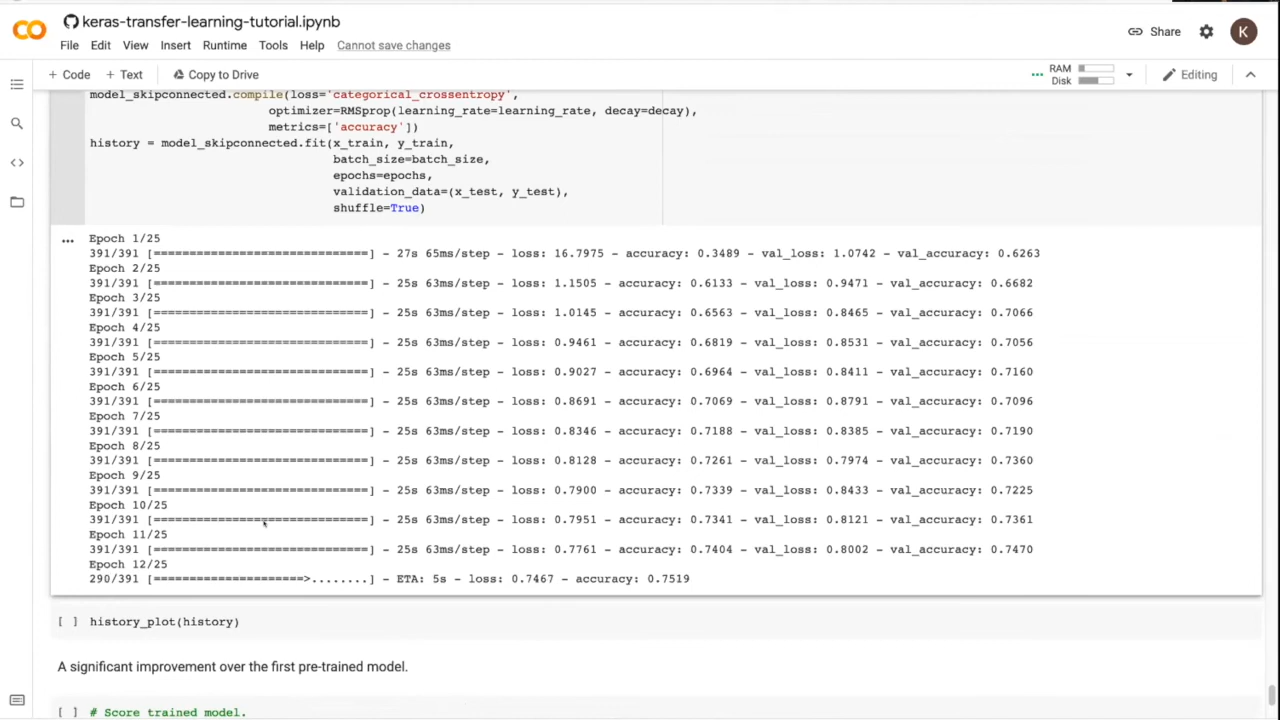 keras-transfer-learning-tutorial.ipynb
File Edit View Insert Runtime Tools Help Cannot save changes
Share
K
+ Code + Text Copy to Drive
RAM
Disk
Editing
model_skipconnected.compile(loss='categorical_crossentropy',
optimizer=RMSprop(learning_rate=learning_rate, decay=decay),
metrics=['accuracy'])
history = model_skipconnected.fit(x_train, y_train,
batch_size=batch_size,
epochs=epochs,
validation_data=(x_test, y_test),
shuffle=True)
Epoch 1/25
391/391 [==============================] - 27s 65ms/step - loss: 16.7975 - accuracy: 0.3489 - val_loss: 1.0742 - val_accuracy: 0.6263
Epoch 2/25
391/391 [==============================] - 25s 63ms/step - loss: 1.1505 - accuracy: 0.6133 - val_loss: 0.9471 - val_accuracy: 0.6682
Epoch 3/25
391/391 [==============================] - 25s 63ms/step - loss: 1.0145 - accuracy: 0.6563 - val_loss: 0.8465 - val_accuracy: 0.7066
Epoch 4/25
391/391 [==============================] - 25s 63ms/step - loss: 0.9461 - accuracy: 0.6819 - val_loss: 0.8531 - val_accuracy: 0.7056
Epoch 5/25
391/391 [==============================] - 25s 63ms/step - loss: 0.9027 - accuracy: 0.6964 - val_loss: 0.8411 - val_accuracy: 0.7160
Epoch 6/25
391/391 [==============================] - 25s 63ms/step - loss: 0.8691 - accuracy: 0.7069 - val_loss: 0.8791 - val_accuracy: 0.7096
Epoch 7/25
391/391 [==============================] - 25s 63ms/step - loss: 0.8346 - accuracy: 0.7188 - val_loss: 0.8385 - val_accuracy: 0.7190
Epoch 8/25
391/391 [==============================] - 25s 63ms/step - loss: 0.8128 - accuracy: 0.7261 - val_loss: 0.7974 - val_accuracy: 0.7360
Epoch 9/25
391/391 [==============================] - 25s 63ms/step - loss: 0.7900 - accuracy: 0.7339 - val_loss: 0.8433 - val_accuracy: 0.7225
Epoch 10/25
391/391 [==============================] - 25s 63ms/step - loss: 0.7951 - accuracy: 0.7341 - val_loss: 0.8121 - val_accuracy: 0.7361
Epoch 11/25
391/391 [==============================] - 25s 63ms/step - loss: 0.7761 - accuracy: 0.7404 - val_loss: 0.8002 - val_accuracy: 0.7470
Epoch 12/25
290/391 [=====================>........] - ETA: 5s - loss: 0.7467 - accuracy: 0.7519
[ ] history_plot(history)
A significant improvement over the first pre-trained model.
[ ] # Score trained model.